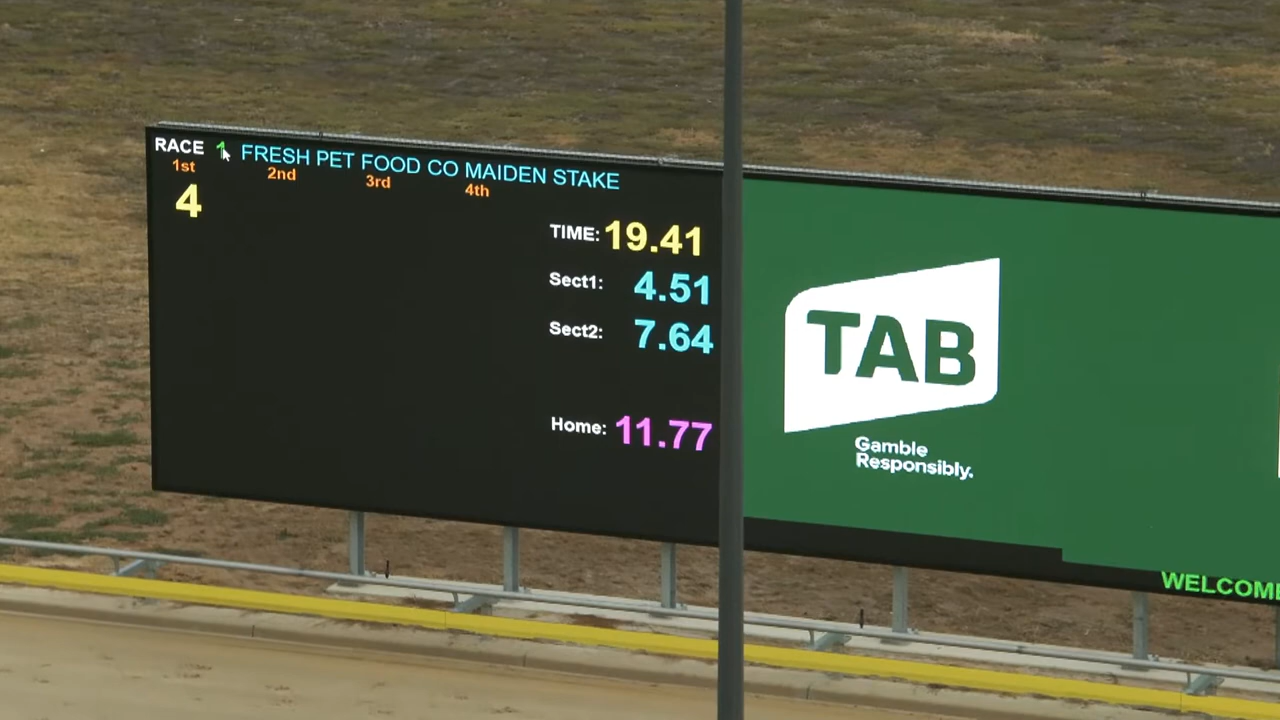 RACE 1 FRESH PET FOOD CO MAIDEN STAKE
1st 2nd 3rd 4th
4
TIME: 19.41
Sect1: 4.51
Sect2: 7.64
Home: 11.77
TAB
Gamble
Responsibly.
WELCOME